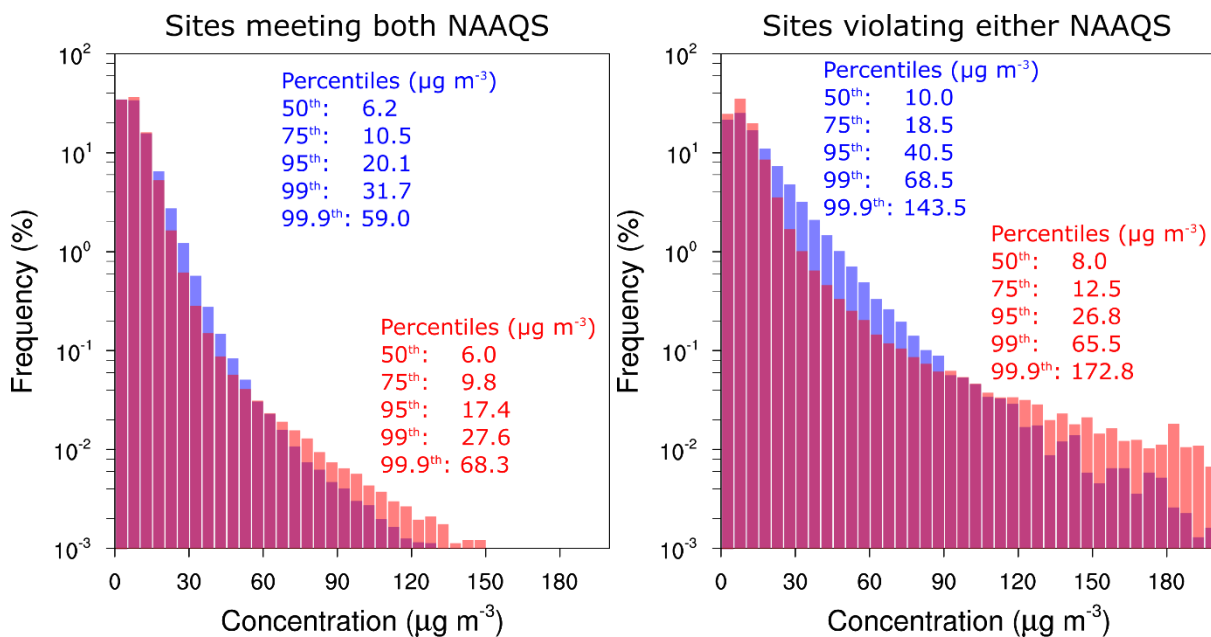 Sites meeting both NAAQS
Percentiles (µg m⁻³)
50ᵗʰ: 6.2
75ᵗʰ: 10.5
95ᵗʰ: 20.1
99ᵗʰ: 31.7
99.9ᵗʰ: 59.0
Percentiles (µg m⁻³)
50ᵗʰ: 6.0
75ᵗʰ: 9.8
95ᵗʰ: 17.4
99ᵗʰ: 27.6
99.9ᵗʰ: 68.3
Frequency (%)
10²
10¹
10⁰
10⁻¹
10⁻²
10⁻³
0 30 60 90 120 150 180
Concentration (µg m⁻³)
Sites violating either NAAQS
Percentiles (µg m⁻³)
50ᵗʰ: 10.0
75ᵗʰ: 18.5
95ᵗʰ: 40.5
99ᵗʰ: 68.5
99.9ᵗʰ: 143.5
Percentiles (µg m⁻³)
50ᵗʰ: 8.0
75ᵗʰ: 12.5
95ᵗʰ: 26.8
99ᵗʰ: 65.5
99.9ᵗʰ: 172.8
Frequency (%)
10²
10¹
10⁰
10⁻¹
10⁻²
10⁻³
0 30 60 90 120 150 180
Concentration (µg m⁻³)